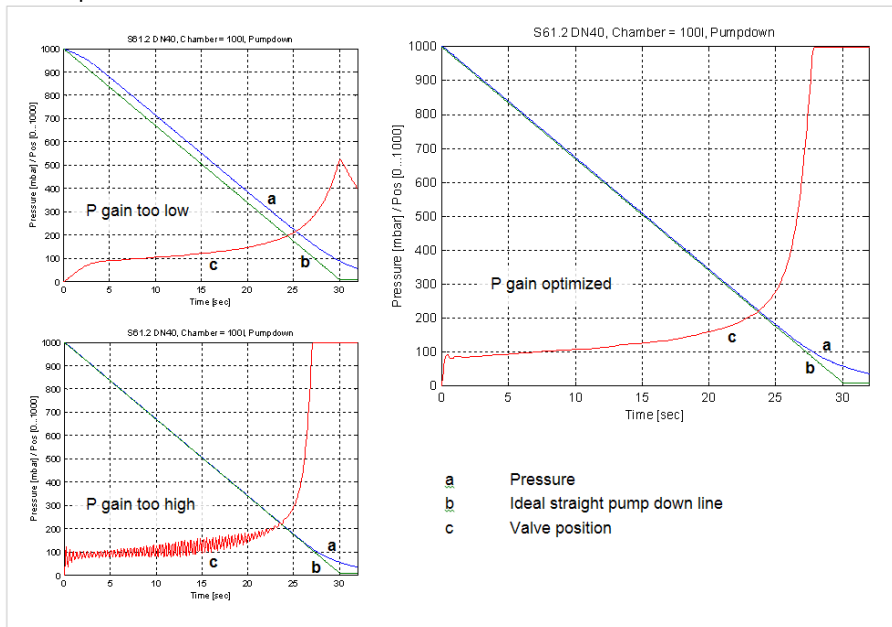 S61.2 DN40, Chamber = 100l, Pumpdown
Pressure [mbar] / Pos [0...1000]
1000
900
800
700
600
500
400
300
200
100
0
P gain too low
a
b
c
0 5 10 15 20 25 30
Time [sec]
S61.2 DN40, Chamber = 100l, Pumpdown
Pressure [mbar] / Pos [0...1000]
1000
900
800
700
600
500
400
300
200
100
0
P gain too high
a
b
c
0 5 10 15 20 25 30
Time [sec]
S61.2 DN40, Chamber = 100l, Pumpdown
Pressure [mbar] / Pos [0...1000]
1000
900
800
700
600
500
400
300
200
100
0
P gain optimized
a
b
c
0 5 10 15 20 25 30
Time [sec]
a Pressure
b Ideal straight pump down line
c Valve position